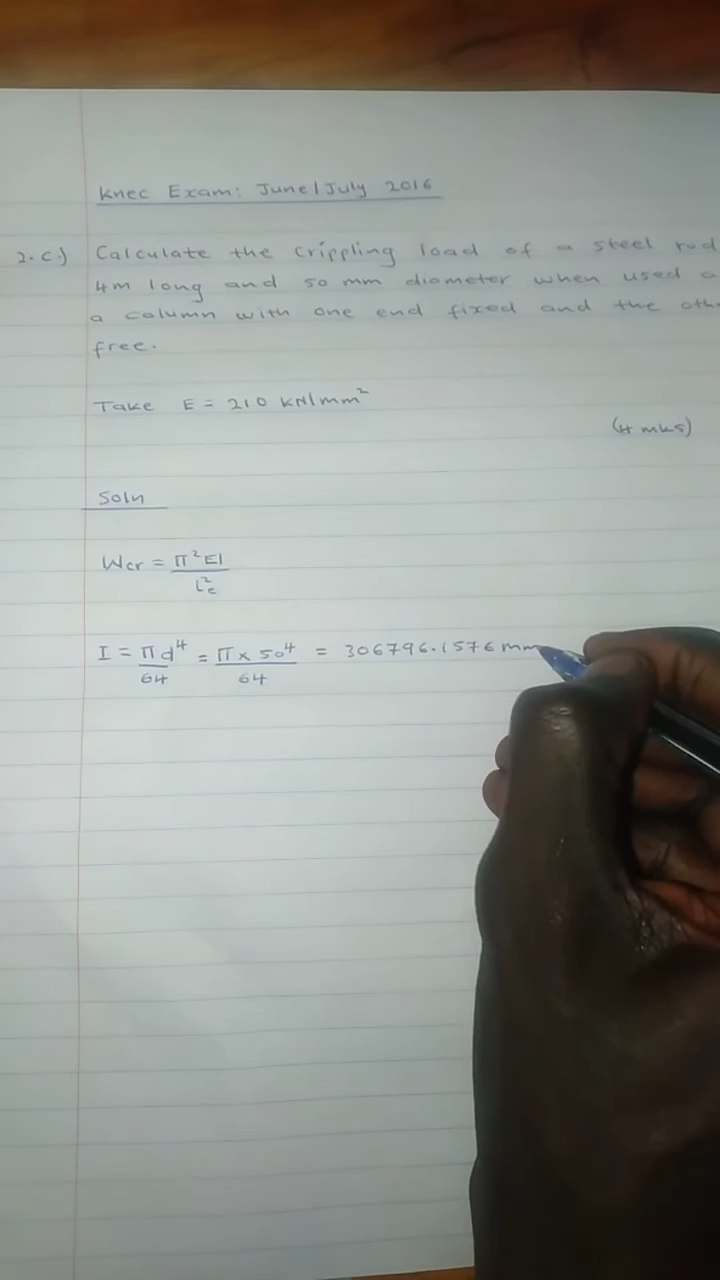 Knec Exam: June/July 2016
2.c.) Calculate the crippling load of a steel rod
4m long and 50 mm diameter when used a
a column with one end fixed and the oth
free.
Take E = 210 kN/mm²
(4 mks)
Soln
Wcr = π²EI / Le²
I = πd⁴/64 = π x 50⁴/64 = 306796.1576 mm